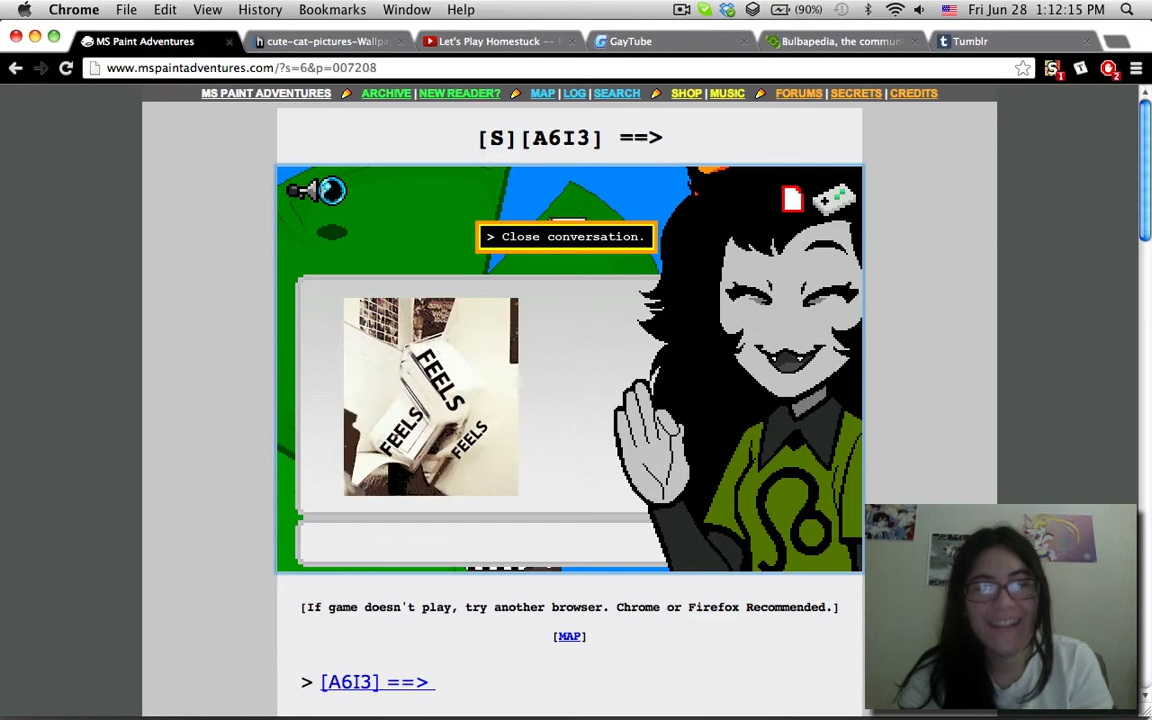 Chrome File Edit View History Bookmarks Window Help (90%) Fri Jun 28 1:12:15 PM
MS Paint Adventures
cute-cat-pictures-Wallpa
Let's Play Homestuck --
GayTube
Bulbapedia, the commun
Tumblr
www.mspaintadventures.com/?s=6&p=007208
MS PAINT ADVENTURES ARCHIVE | NEW READER? MAP | LOG | SEARCH SHOP | MUSIC FORUMS | SECRETS | CREDITS
[S][A6I3] ==>
> Close conversation.
FEELS
FEELS
FEELS
[If game doesn't play, try another browser. Chrome or Firefox Recommended.]
[MAP]
> [A6I3] ==>